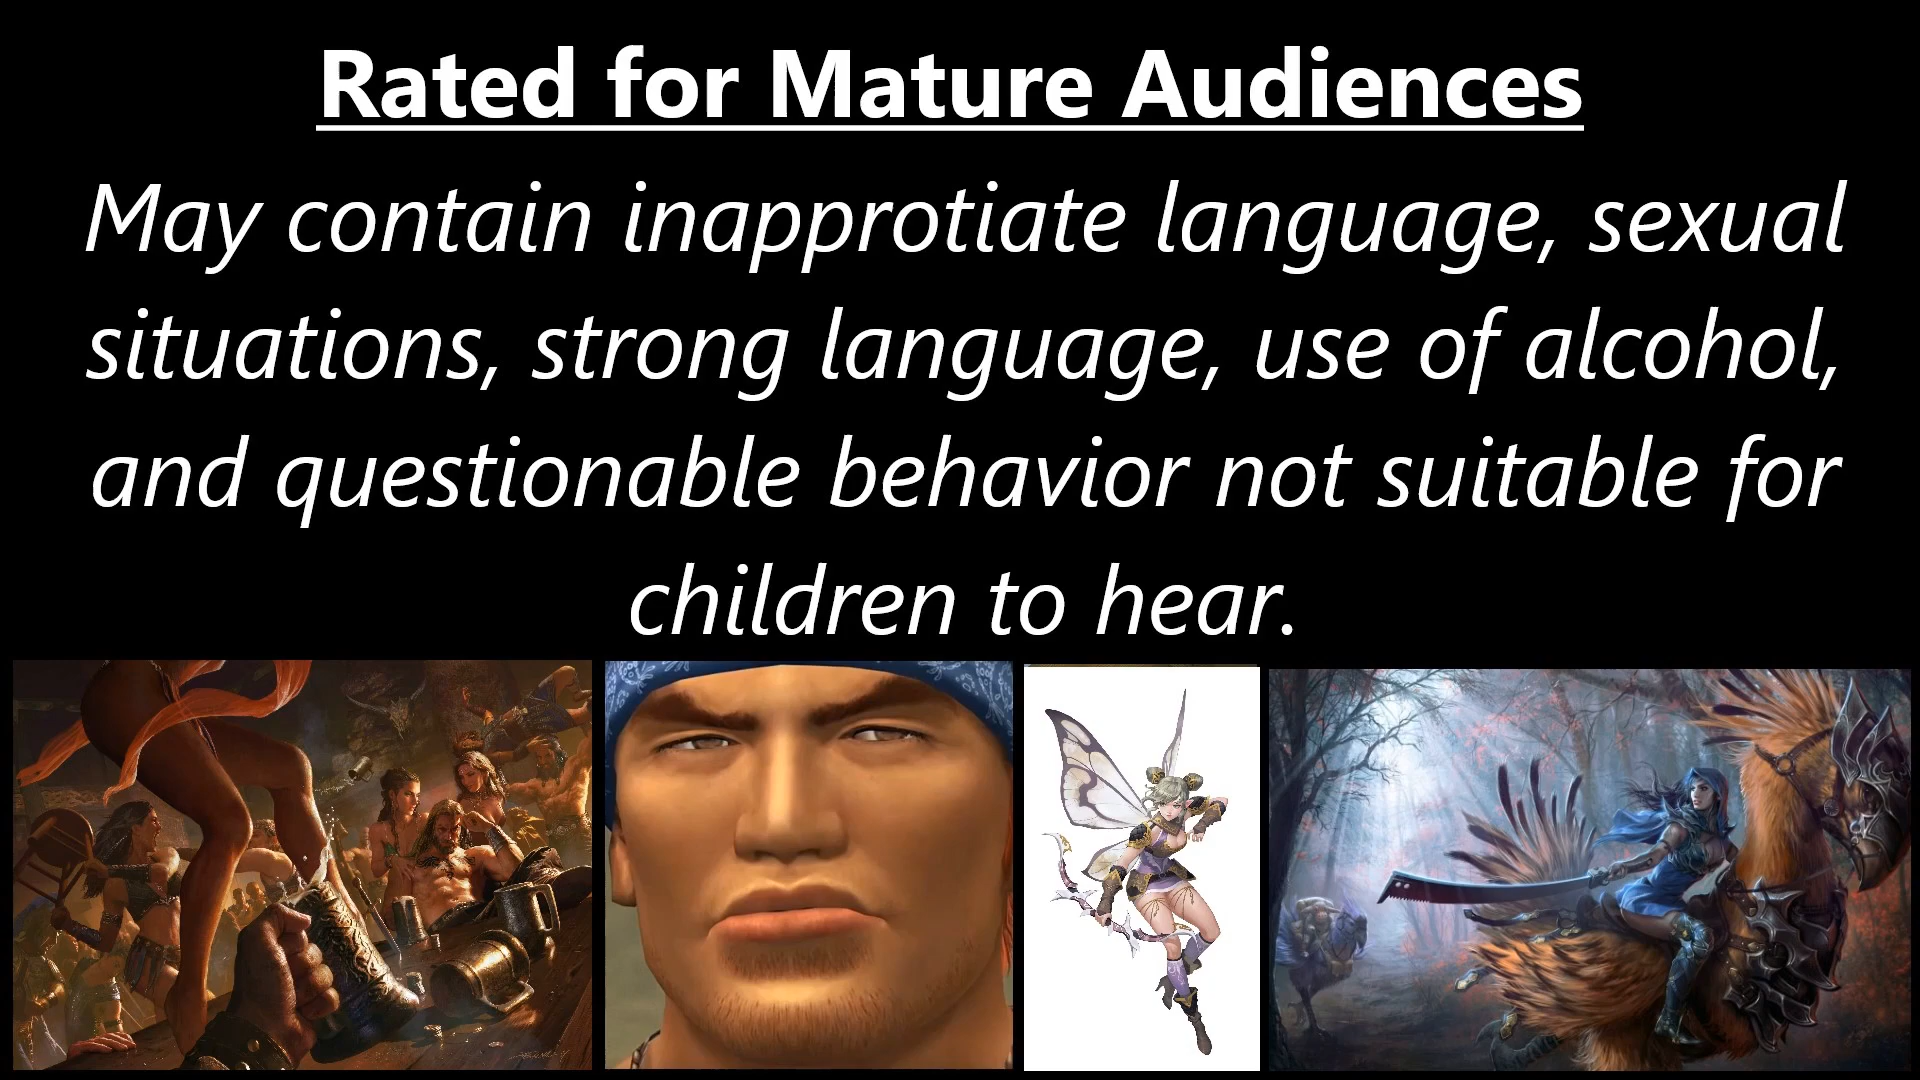 Rated for Mature Audiences
May contain inapprotiate language, sexual
situations, strong language, use of alcohol,
and questionable behavior not suitable for
children to hear.